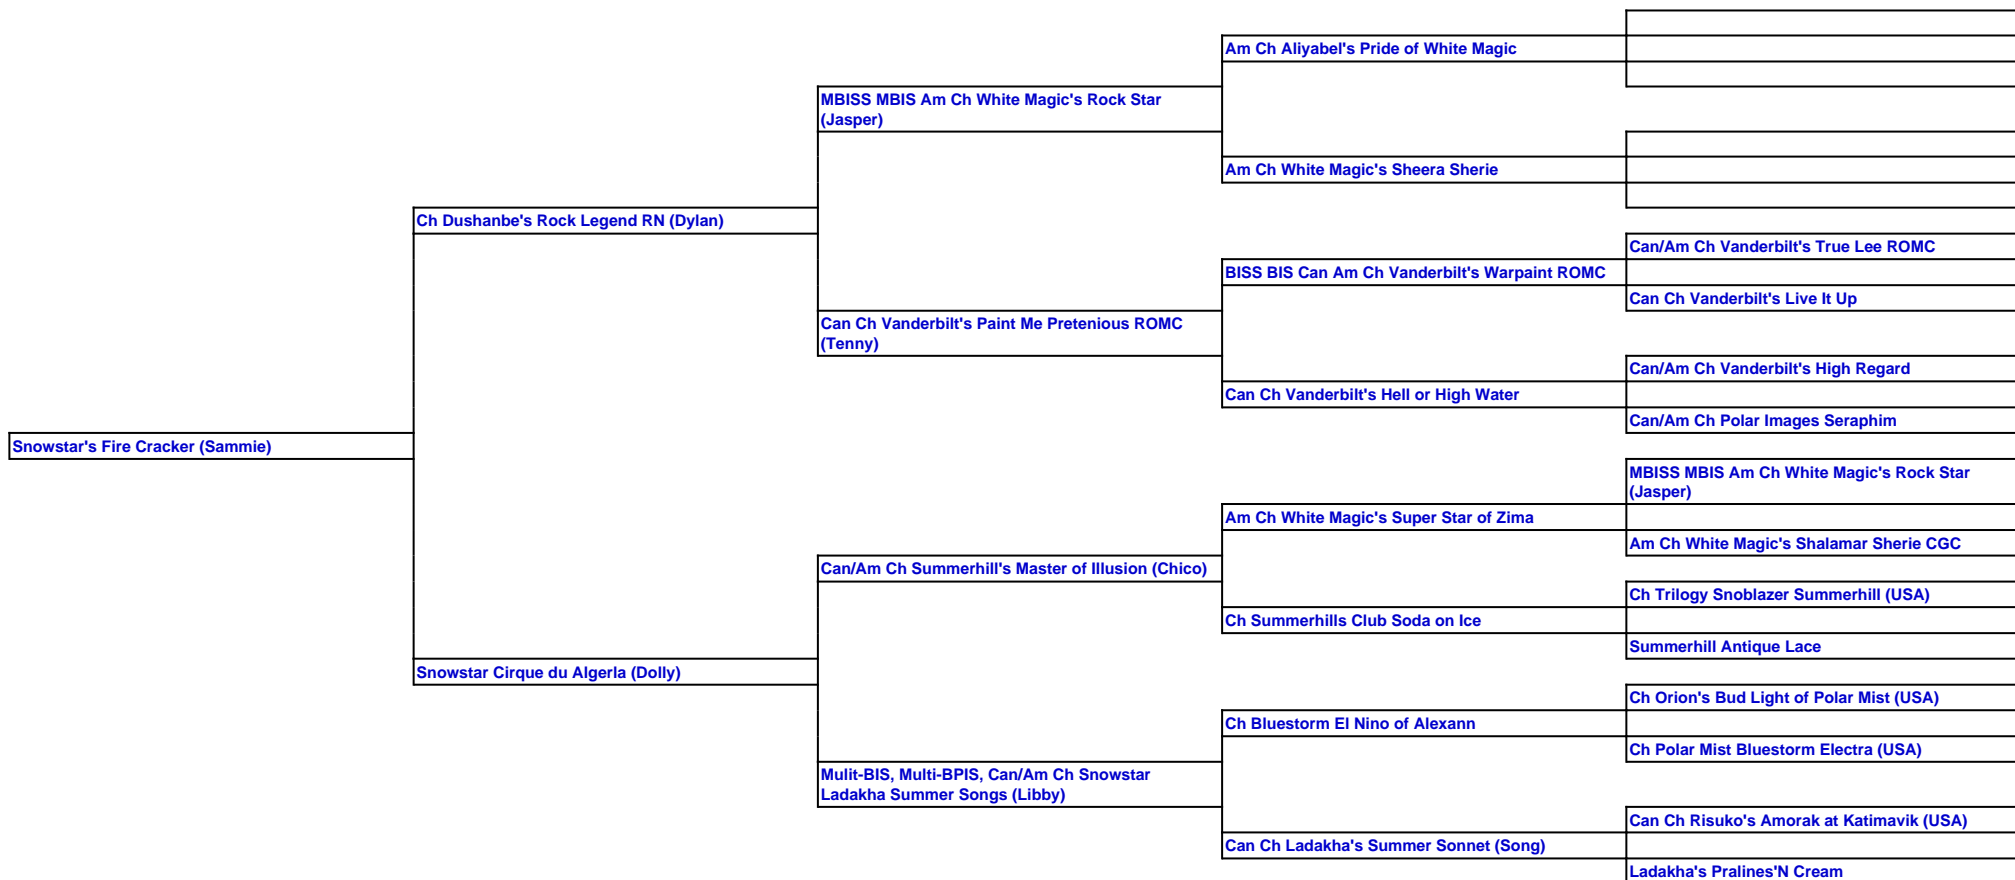 Am Ch Aliyabel's Pride of White Magic
MBISS MBIS Am Ch White Magic's Rock Star
(Jasper)
Am Ch White Magic's Sheera Sherie
Ch Dushanbe's Rock Legend RN (Dylan)
Can/Am Ch Vanderbilt's True Lee ROMC
BISS BIS Can Am Ch Vanderbilt's Warpaint ROMC
Can Ch Vanderbilt's Live It Up
Can Ch Vanderbilt's Paint Me Pretenious ROMC
(Tenny)
Can/Am Ch Vanderbilt's High Regard
Can Ch Vanderbilt's Hell or High Water
Can/Am Ch Polar Images Seraphim
Snowstar's Fire Cracker (Sammie)
MBISS MBIS Am Ch White Magic's Rock Star
(Jasper)
Am Ch White Magic's Super Star of Zima
Am Ch White Magic's Shalamar Sherie CGC
Can/Am Ch Summerhill's Master of Illusion (Chico)
Ch Trilogy Snoblazer Summerhill (USA)
Ch Summerhills Club Soda on Ice
Summerhill Antique Lace
Snowstar Cirque du Algerla (Dolly)
Ch Orion's Bud Light of Polar Mist (USA)
Ch Bluestorm El Nino of Alexann
Ch Polar Mist Bluestorm Electra (USA)
Mulit-BIS, Multi-BPIS, Can/Am Ch Snowstar
Ladakha Summer Songs (Libby)
Can Ch Risuko's Amorak at Katimavik (USA)
Can Ch Ladakha's Summer Sonnet (Song)
Ladakha's Pralines'N Cream